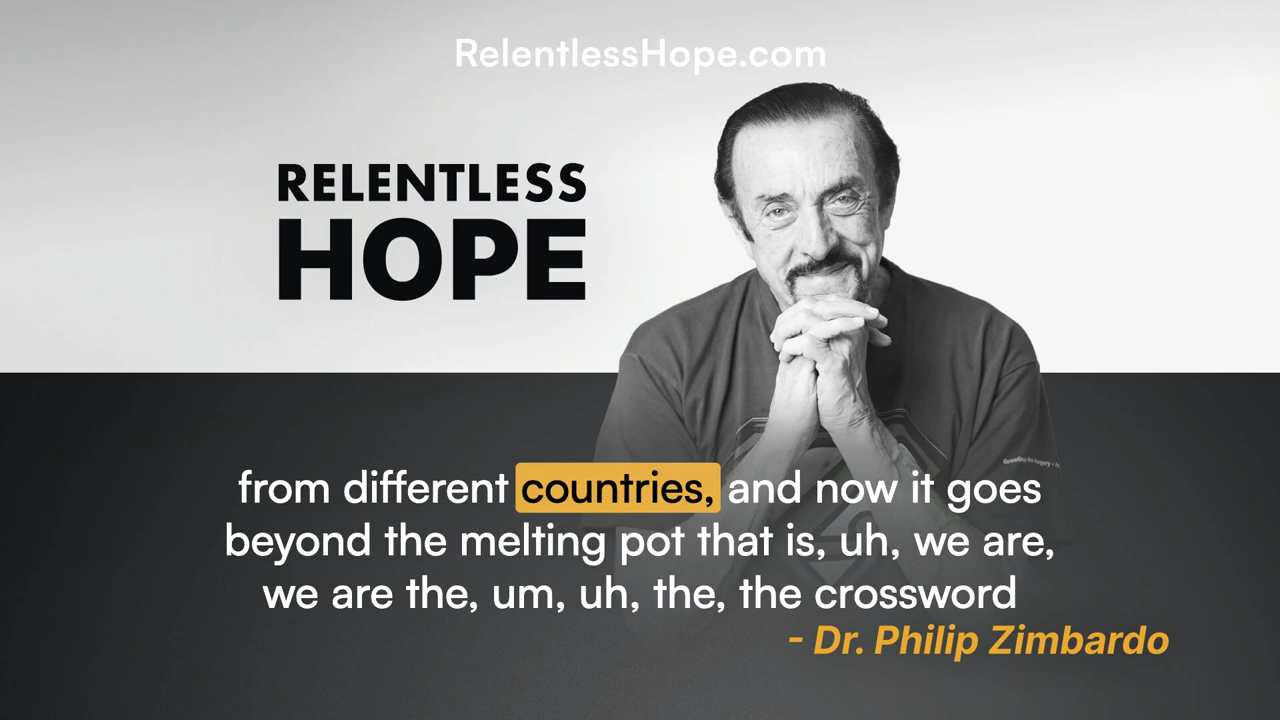 RelentlessHope.com
RELENTLESS
HOPE
from different countries, and now it goes
beyond the melting pot that is, uh, we are,
we are the, um, uh, the, the crossword
- Dr. Philip Zimbardo